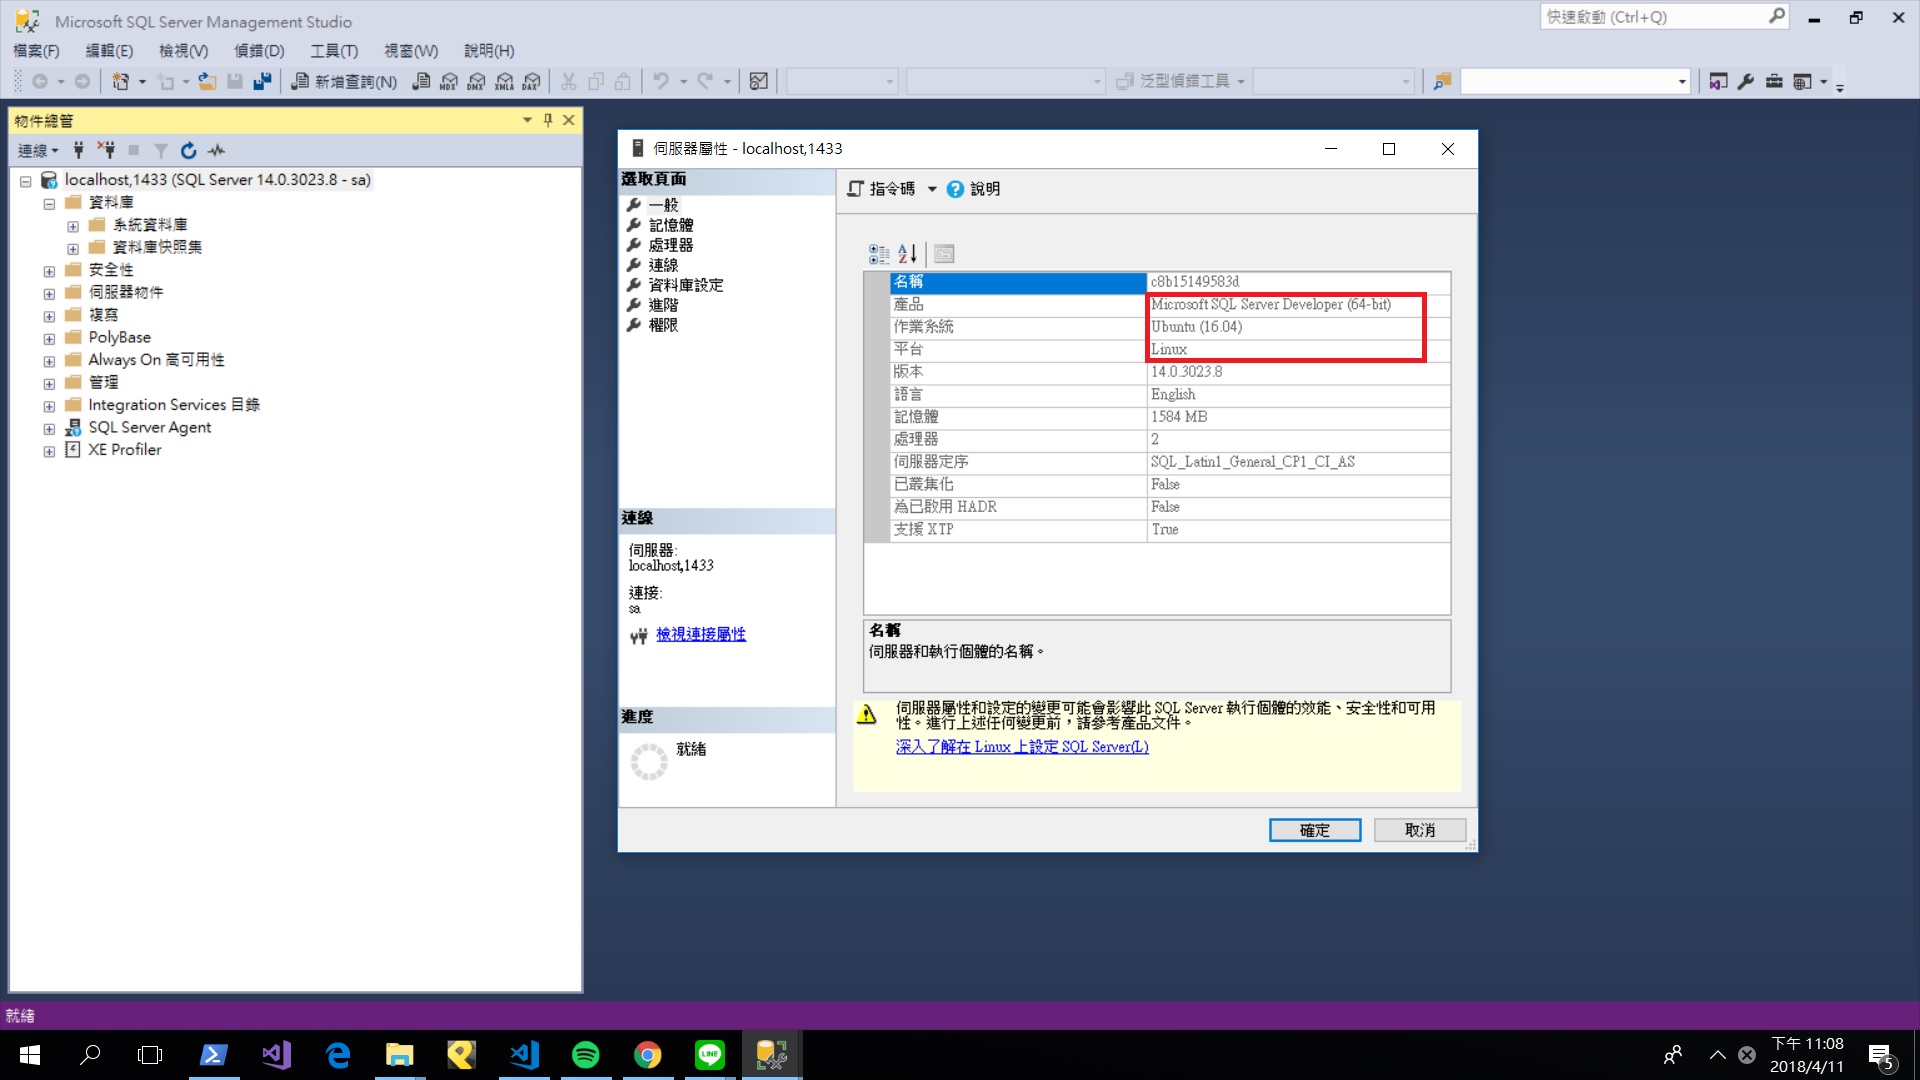 Microsoft SQL Server Management Studio
快速啟動 (Ctrl+Q)
檔案(F) 編輯(E) 檢視(V) 偵錯(D) 工具(T) 視窗(W) 說明(H)
新增查詢(N) MDX DMX XMLA DAX 泛型偵錯工具
物件總管
連線
localhost,1433 (SQL Server 14.0.3023.8 - sa)
資料庫
系統資料庫
資料庫快照集
安全性
伺服器物件
複寫
PolyBase
Always On 高可用性
管理
Integration Services 目錄
SQL Server Agent
XE Profiler
伺服器屬性 - localhost,1433
選取頁面
一般
記憶體
處理器
連線
資料庫設定
進階
權限
連線
伺服器:
localhost,1433
連接:
sa
檢視連接屬性
進度
就緒
指令碼 說明
名稱 c8b15149583d
產品 Microsoft SQL Server Developer (64-bit)
作業系統 Ubuntu (16.04)
平台 Linux
版本 14.0.3023.8
語言 English
記憶體 1584 MB
處理器 2
伺服器定序 SQL_Latin1_General_CP1_CI_AS
已叢集化 False
為已啟用 HADR False
支援 XTP True
名稱
伺服器和執行個體的名稱。
伺服器屬性和設定的變更可能會影響此 SQL Server 執行個體的效能、安全性和可用
性。進行上述任何變更前，請參考產品文件。
深入了解在 Linux 上設定 SQL Server(L)
確定 取消
就緒
LINE
下午 11:08
2018/4/11
5